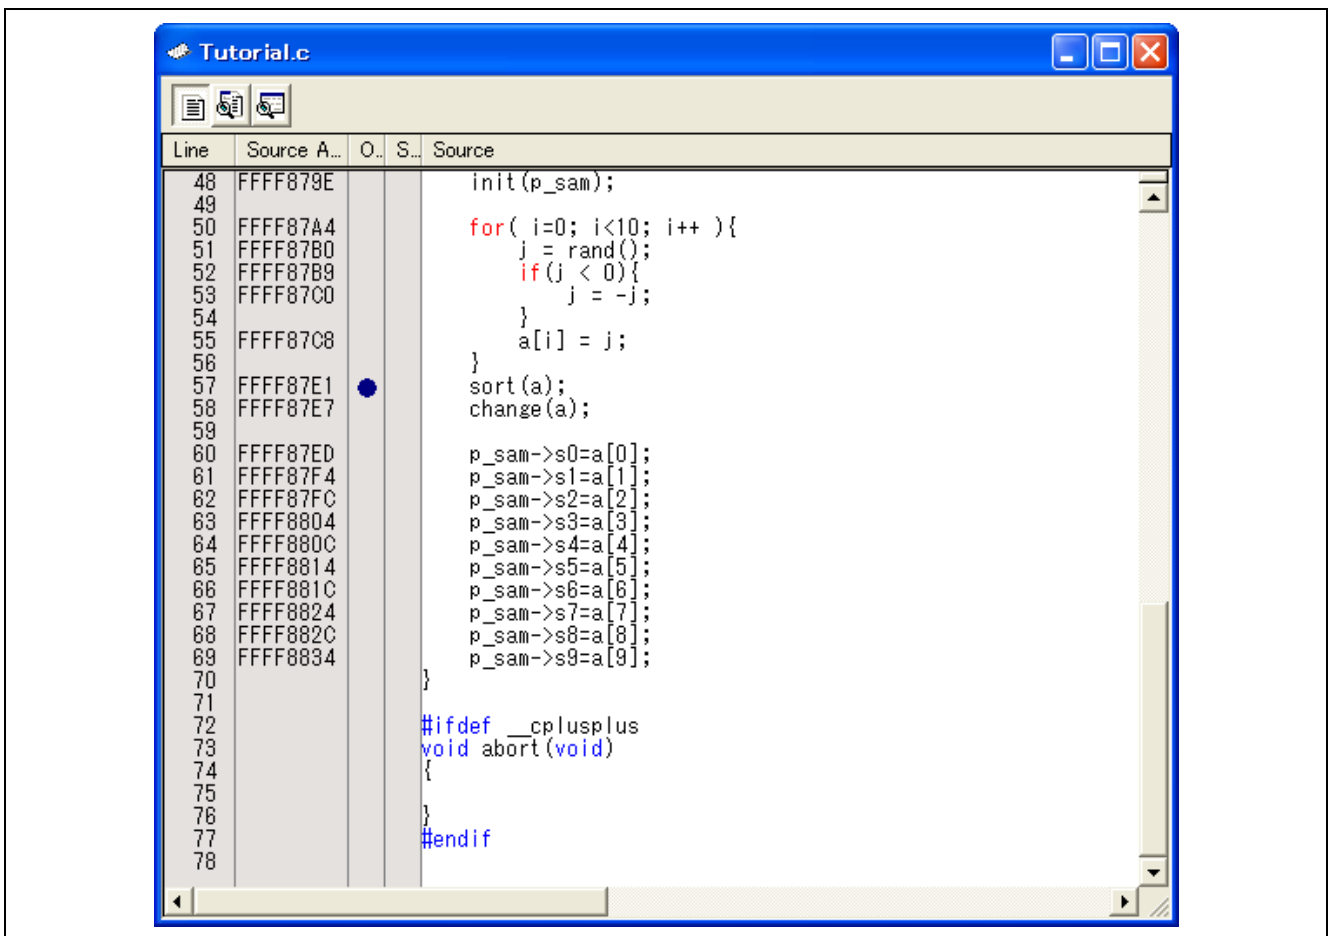 Tutorial.c
Line Source A... O.. S... Source
48 FFFF879E init(p_sam);
49
50 FFFF87A4 for( i=0; i<10; i++ ){
51 FFFF87B0 j = rand();
52 FFFF87B9 if(j < 0){
53 FFFF87C0 j = -j;
54 }
55 FFFF87C8 a[i] = j;
56 }
57 FFFF87E1 sort(a);
58 FFFF87E7 change(a);
59
60 FFFF87ED p_sam->s0=a[0];
61 FFFF87F4 p_sam->s1=a[1];
62 FFFF87FC p_sam->s2=a[2];
63 FFFF8804 p_sam->s3=a[3];
64 FFFF880C p_sam->s4=a[4];
65 FFFF8814 p_sam->s5=a[5];
66 FFFF881C p_sam->s6=a[6];
67 FFFF8824 p_sam->s7=a[7];
68 FFFF882C p_sam->s8=a[8];
69 FFFF8834 p_sam->s9=a[9];
70 }
71
72 #ifdef __cplusplus
73 void abort(void)
74 {
75
76 }
77 #endif
78